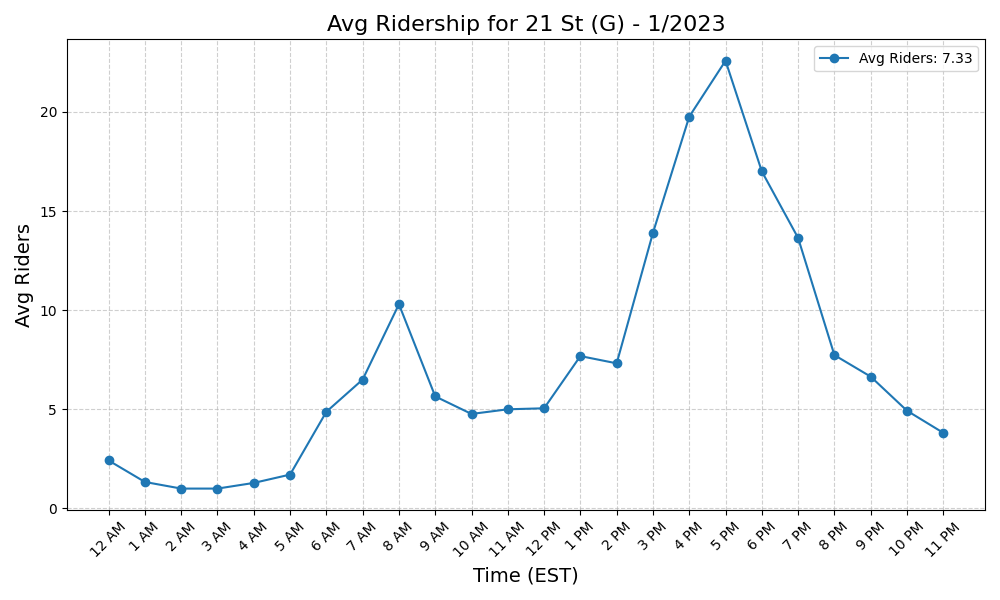 Avg Ridership for 21 St (G) - 1/2023
Avg Riders: 7.33
Avg Riders
20
15
10
5
0
12 AM
1 AM
2 AM
3 AM
4 AM
5 AM
6 AM
7 AM
8 AM
9 AM
10 AM
11 AM
12 PM
1 PM
2 PM
3 PM
4 PM
5 PM
6 PM
7 PM
8 PM
9 PM
10 PM
11 PM
Time (EST)